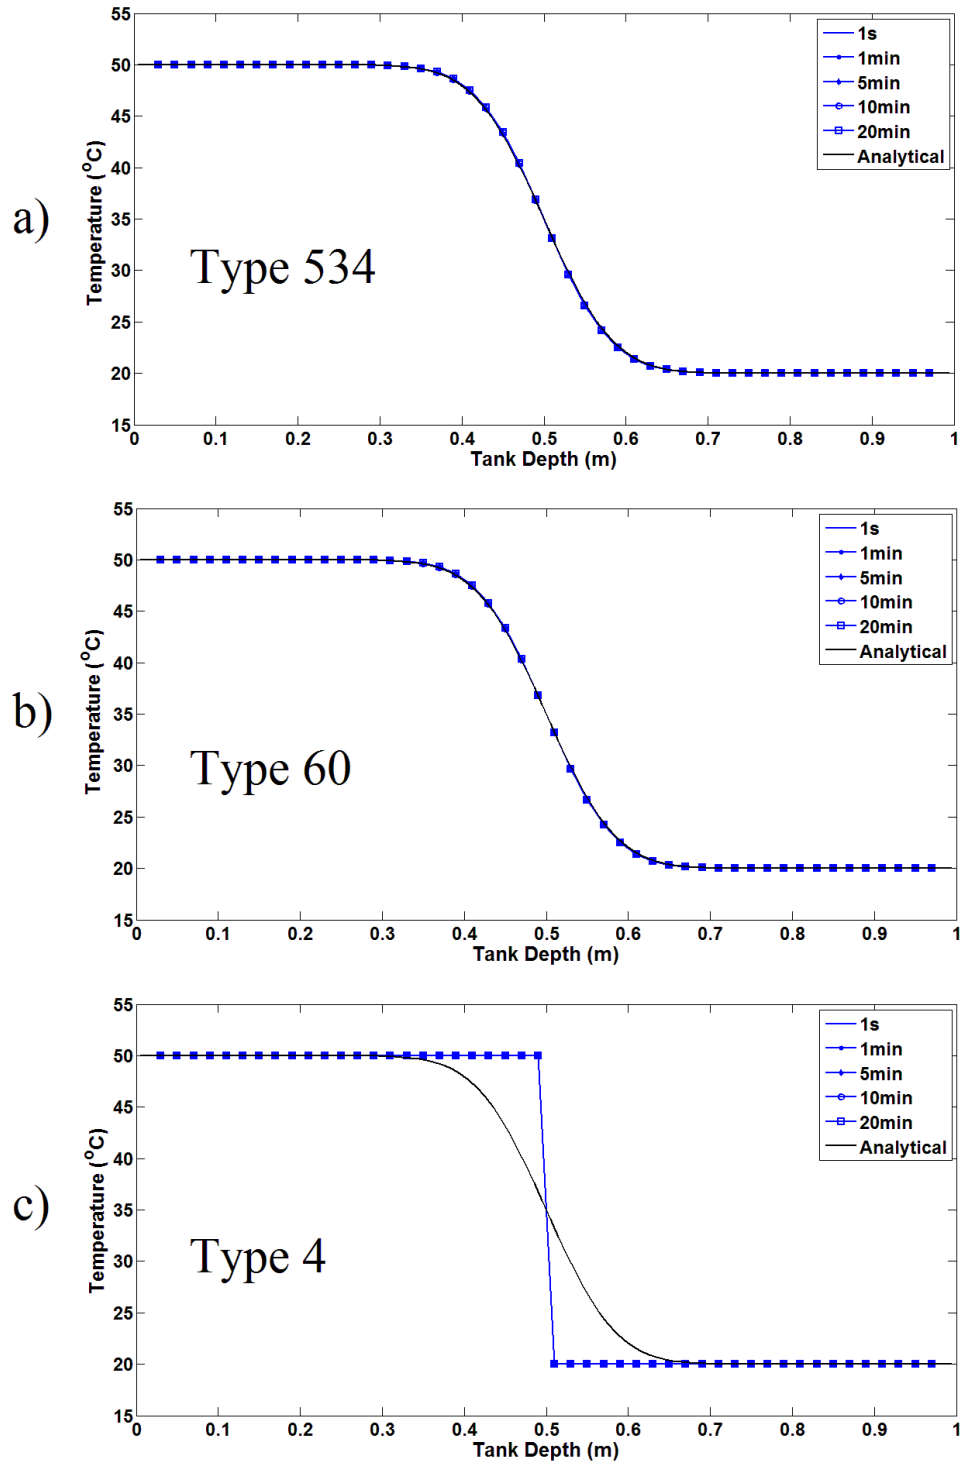 a)
Temperature (°C)
55
50
45
40
35
30
25
20
15
1s
1min
5min
10min
20min
Analytical
Type 534
0 0.1 0.2 0.3 0.4 0.5 0.6 0.7 0.8 0.9 1
Tank Depth (m)
b)
Temperature (°C)
55
50
45
40
35
30
25
20
15
1s
1min
5min
10min
20min
Analytical
Type 60
0 0.1 0.2 0.3 0.4 0.5 0.6 0.7 0.8 0.9 1
Tank Depth (m)
c)
Temperature (°C)
55
50
45
40
35
30
25
20
15
1s
1min
5min
10min
20min
Analytical
Type 4
0 0.1 0.2 0.3 0.4 0.5 0.6 0.7 0.8 0.9 1
Tank Depth (m)